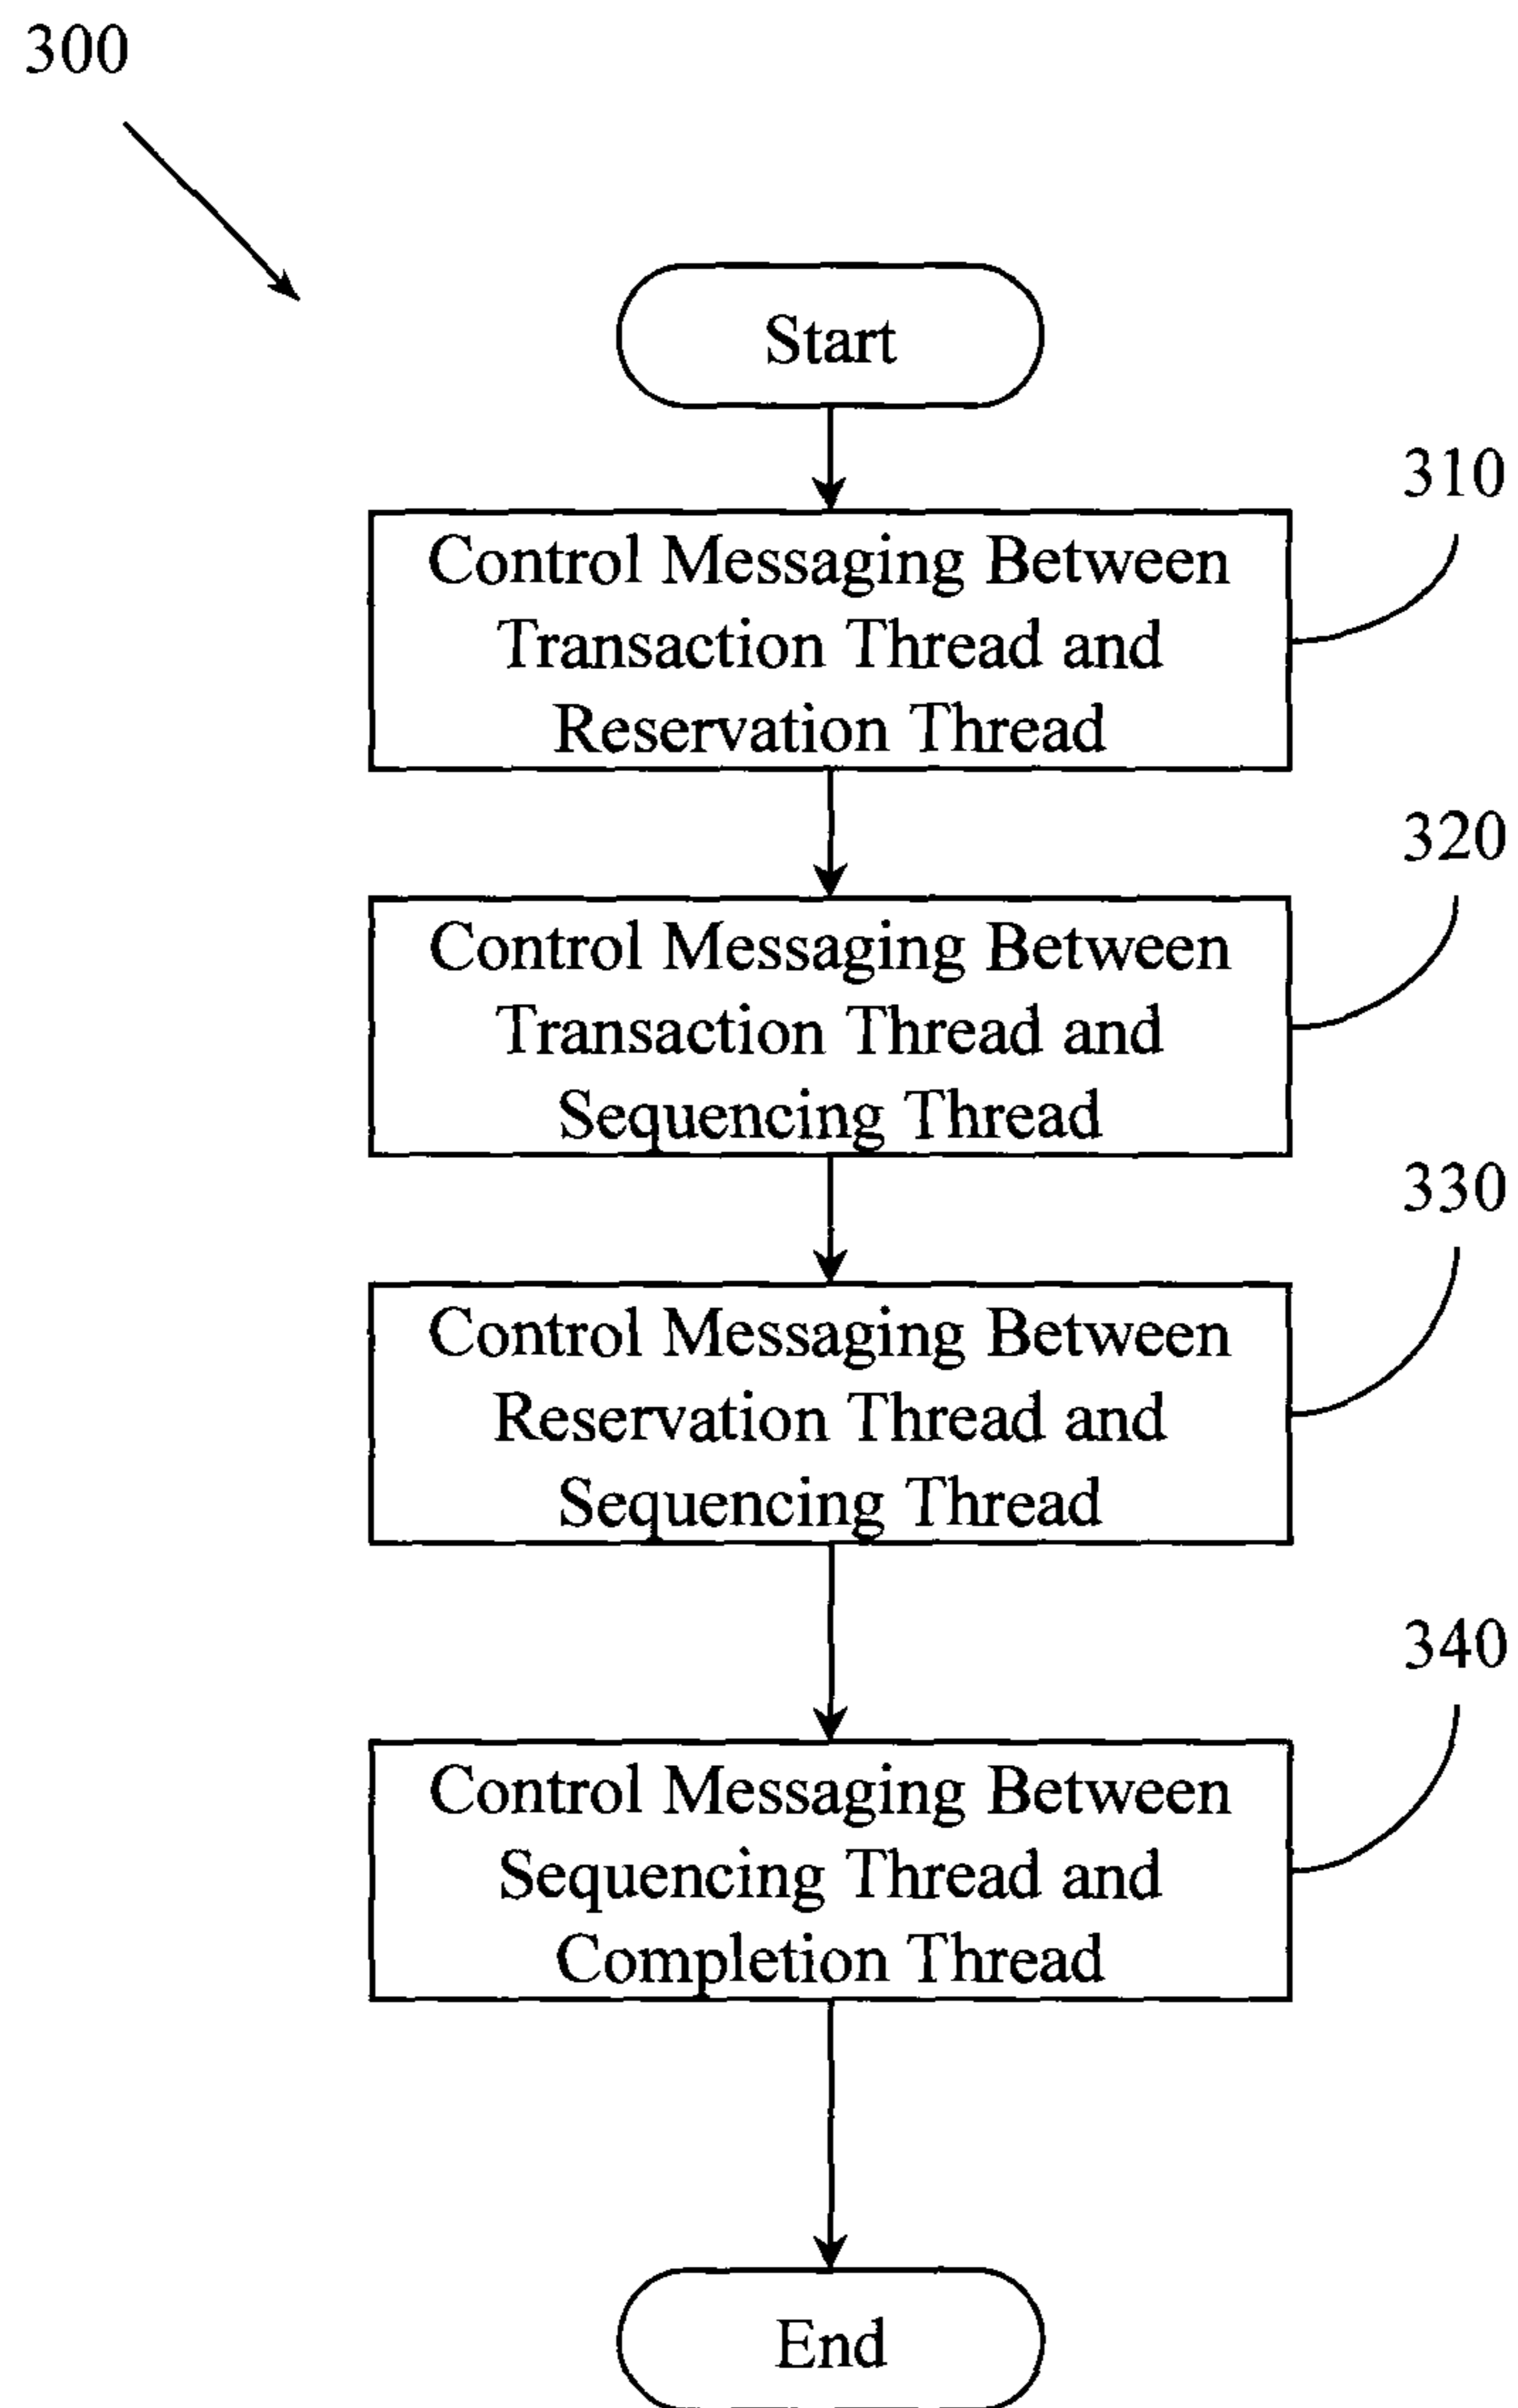 300
Start
310
Control Messaging Between
Transaction Thread and
Reservation Thread
320
Control Messaging Between
Transaction Thread and
Sequencing Thread
330
Control Messaging Between
Reservation Thread and
Sequencing Thread
340
Control Messaging Between
Sequencing Thread and
Completion Thread
End